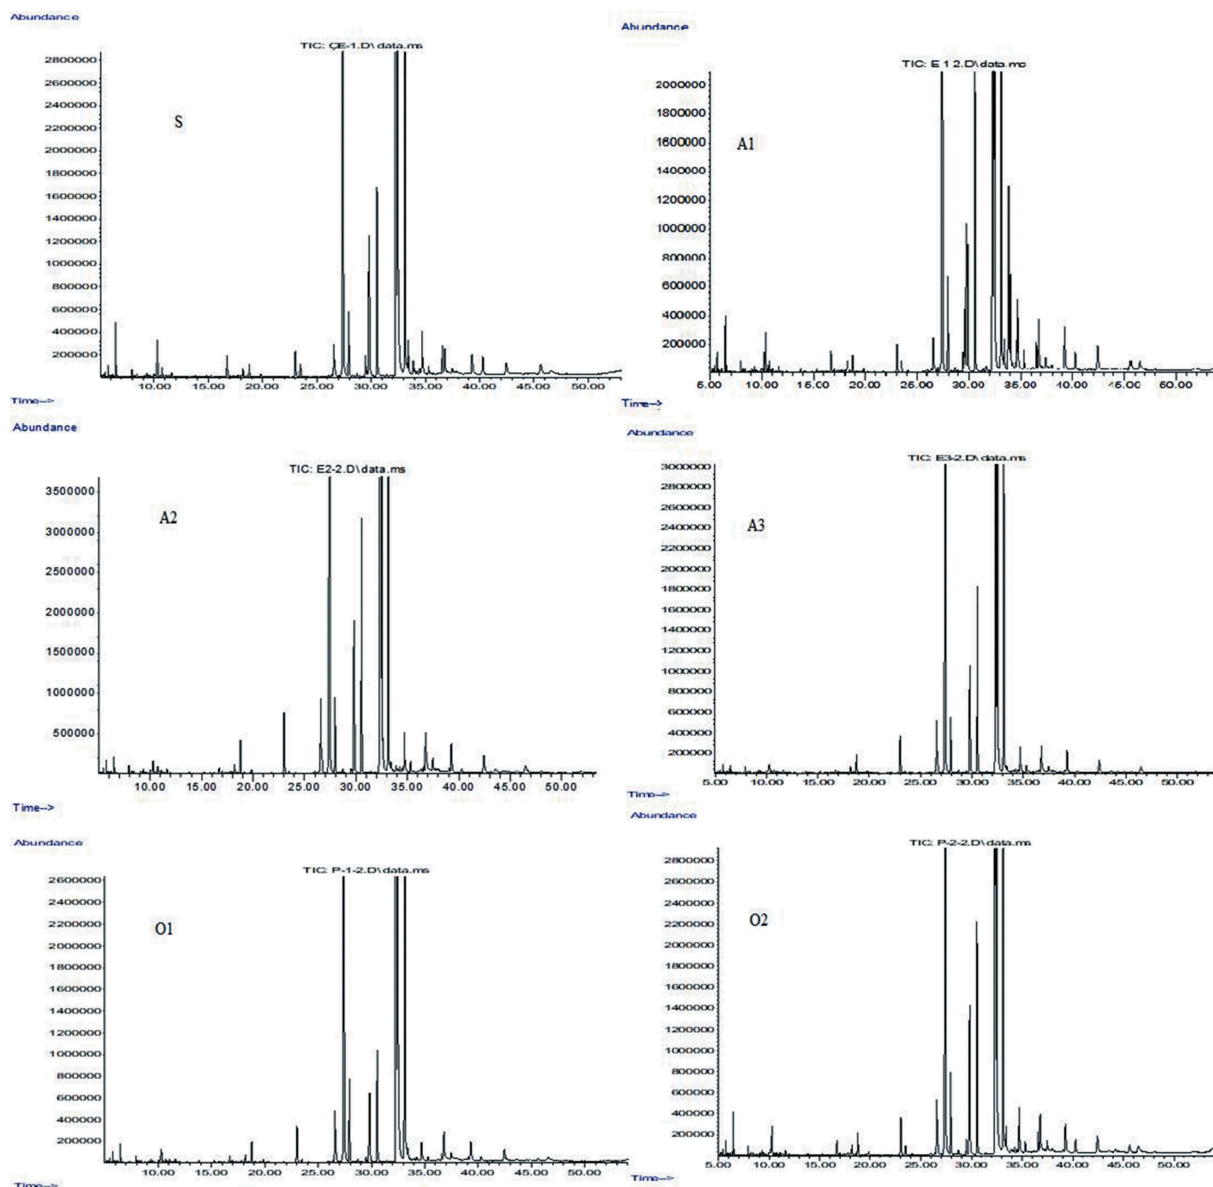 Abundance
TIC: ÇE-1.D\data.ms
S
2800000
2600000
2400000
2200000
2000000
1800000
1600000
1400000
1200000
1000000
800000
600000
400000
200000
10.00 15.00 20.00 25.00 30.00 35.00 40.00 45.00 50.00
Time-->
Abundance
TIC: E 1 2.D\data.ms
A1
2000000
1800000
1600000
1400000
1200000
1000000
800000
600000
400000
200000
5.00 10.00 15.00 20.00 25.00 30.00 35.00 40.00 45.00 50.00
Time-->
Abundance
TIC: E2-2.D\data.ms
A2
3500000
3000000
2500000
2000000
1500000
1000000
500000
10.00 15.00 20.00 25.00 30.00 35.00 40.00 45.00 50.00
Time-->
Abundance
TIC: E3-2.D\data.ms
A3
3000000
2800000
2600000
2400000
2200000
2000000
1800000
1600000
1400000
1200000
1000000
800000
600000
400000
200000
5.00 10.00 15.00 20.00 25.00 30.00 35.00 40.00 45.00 50.00
Time-->
Abundance
TIC: P-1-2.D\data.ms
O1
2600000
2400000
2200000
2000000
1800000
1600000
1400000
1200000
1000000
800000
600000
400000
200000
10.00 15.00 20.00 25.00 30.00 35.00 40.00 45.00 50.00
Time-->
Abundance
TIC: P-2-2.D\data.ms
O2
2800000
2600000
2400000
2200000
2000000
1800000
1600000
1400000
1200000
1000000
800000
600000
400000
200000
5.00 10.00 15.00 20.00 25.00 30.00 35.00 40.00 45.00 50.00
Time-->